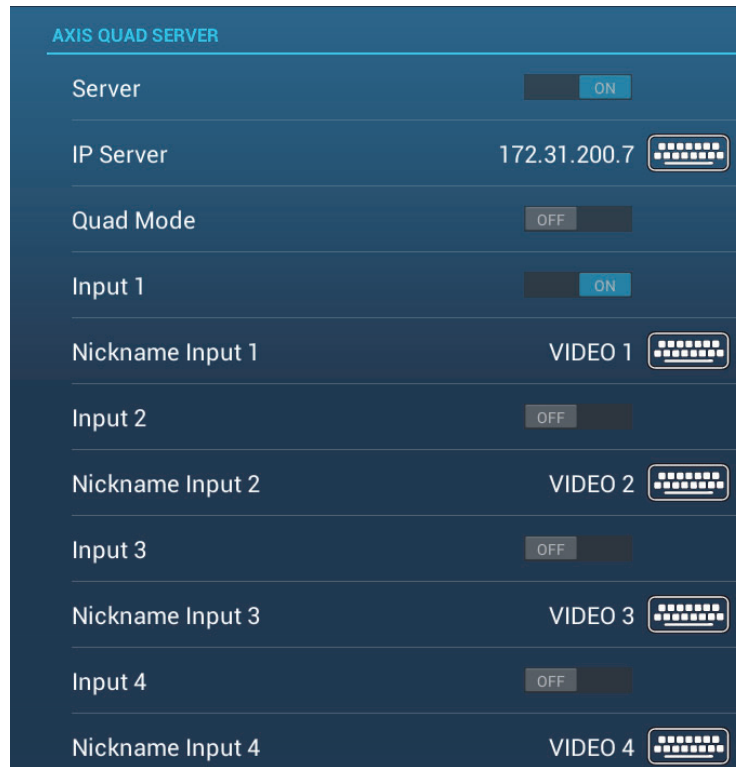 AXIS QUAD SERVER
Server ON
IP Server 172.31.200.7
Quad Mode OFF
Input 1 ON
Nickname Input 1 VIDEO 1
Input 2 OFF
Nickname Input 2 VIDEO 2
Input 3 OFF
Nickname Input 3 VIDEO 3
Input 4 OFF
Nickname Input 4 VIDEO 4